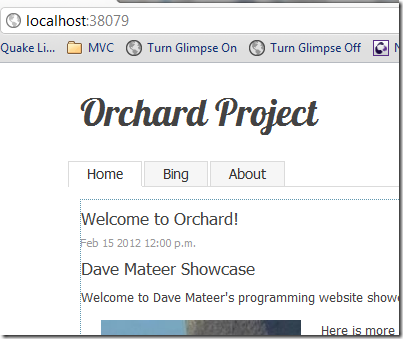 localhost:38079
Quake Li... MVC Turn Glimpse On Turn Glimpse Off
Orchard Project
Home Bing About
Welcome to Orchard!
Feb 15 2012 12:00 p.m.
Dave Mateer Showcase
Welcome to Dave Mateer's programming website showc
Here is more